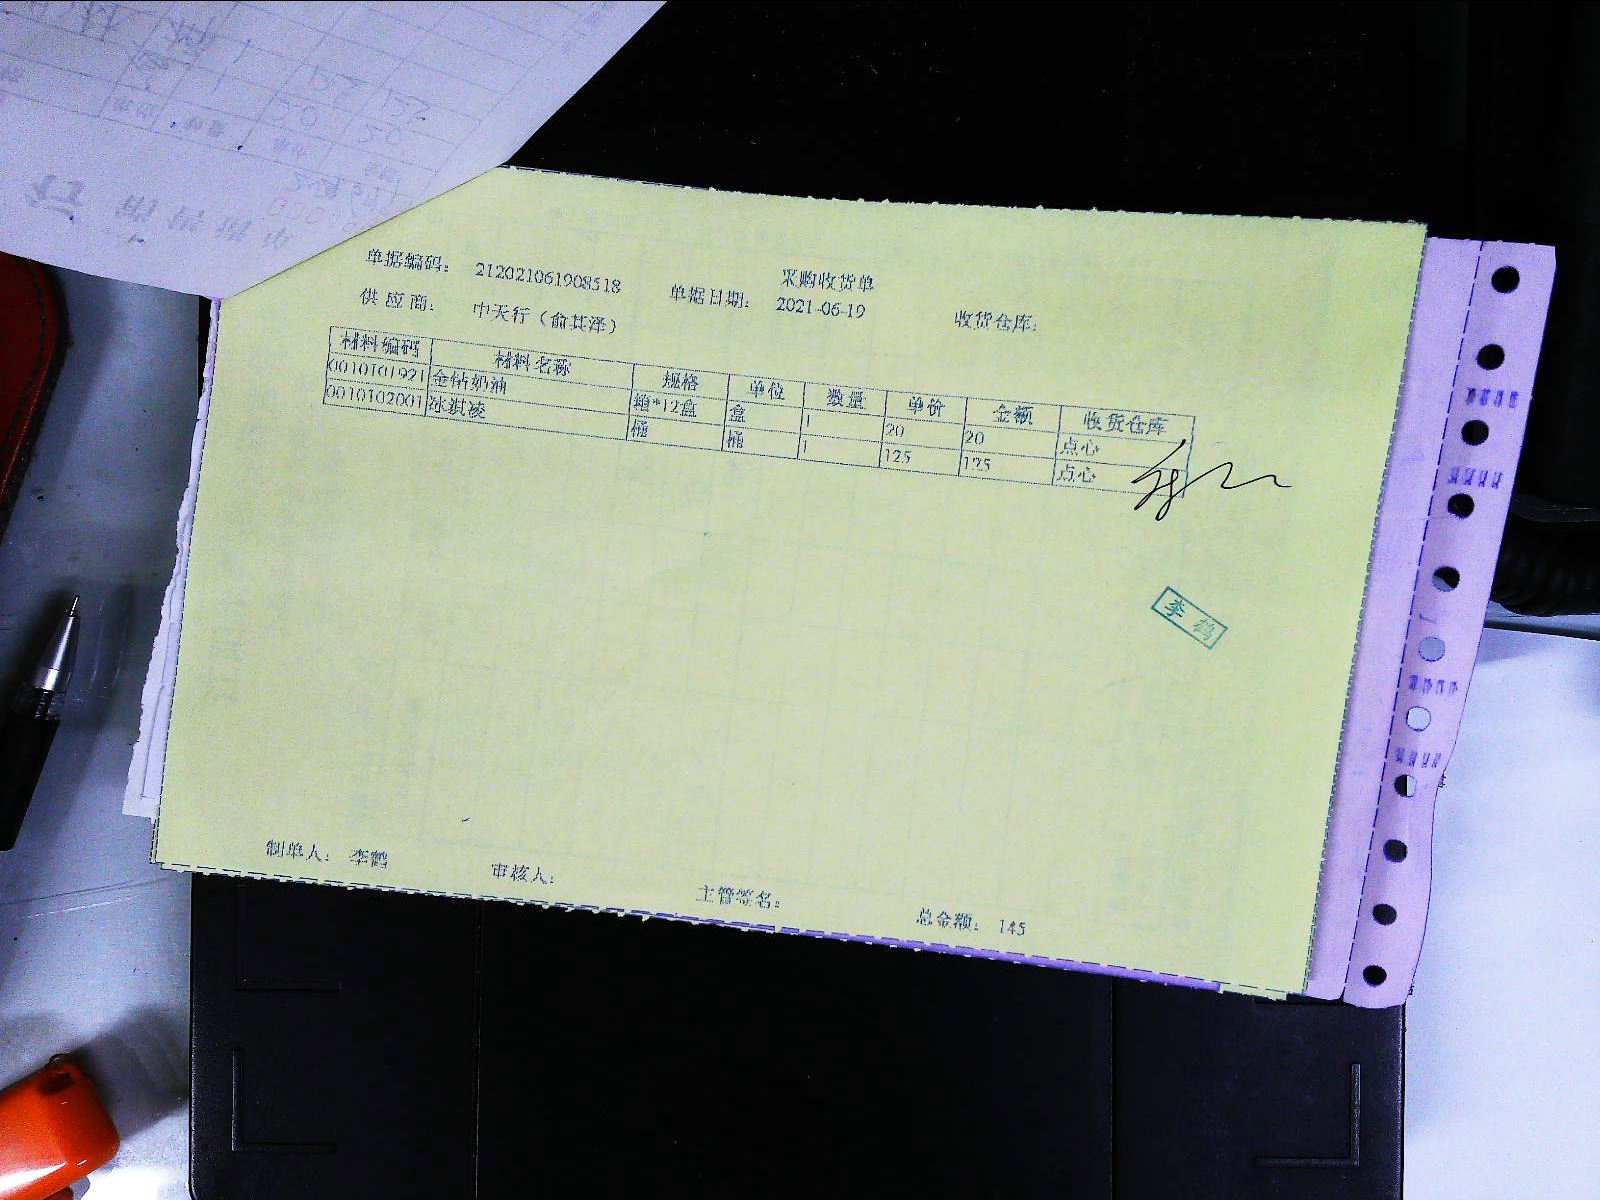 采购收货单
单据编码： 212021061908518 单据日期： 2021-06-19 收货仓库：
供应商： 中天行（俞其泽）
材料编码 材料名称 规格 单位 数量 单价 金额 收货仓库
0010101921 金钻奶油 箱*12盒 盒 1 20 20 点心
0010102001 冰淇凌 桶 桶 1 125 125 点心
李鹤
制单人： 李鹤 审核人： 主管签名： 总金额： 145